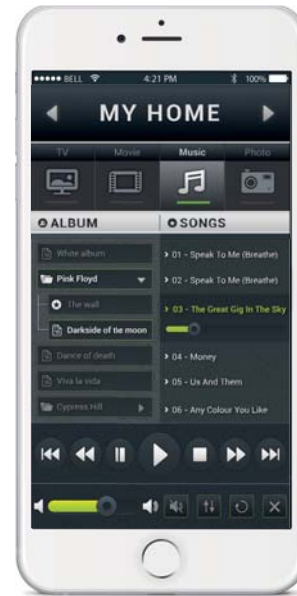 BELL 4:21 PM 100%
MY HOME
TV Movie Music Photo
ALBUM
SONGS
White album
Pink Floyd
The wall
Darkside of tie moon
Dance of death
Viva la vida
Cypress Hill
01 - Speak To Me (Breathe)
02 - Speak To Me (Breathe)
03 - The Great Gig In The Sky
04 - Money
05 - Us And Them
06 - Any Colour You Like